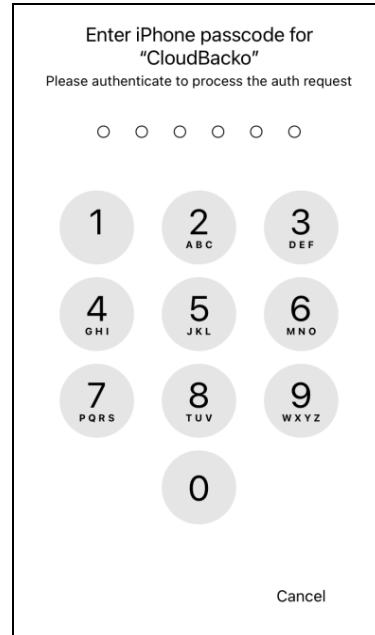 Enter iPhone passcode for
“CloudBacko”
Please authenticate to process the auth request
1 2 3
ABC DEF
4 5 6
GHI JKL MNO
7 8 9
PQRS TUV WXYZ
0
Cancel